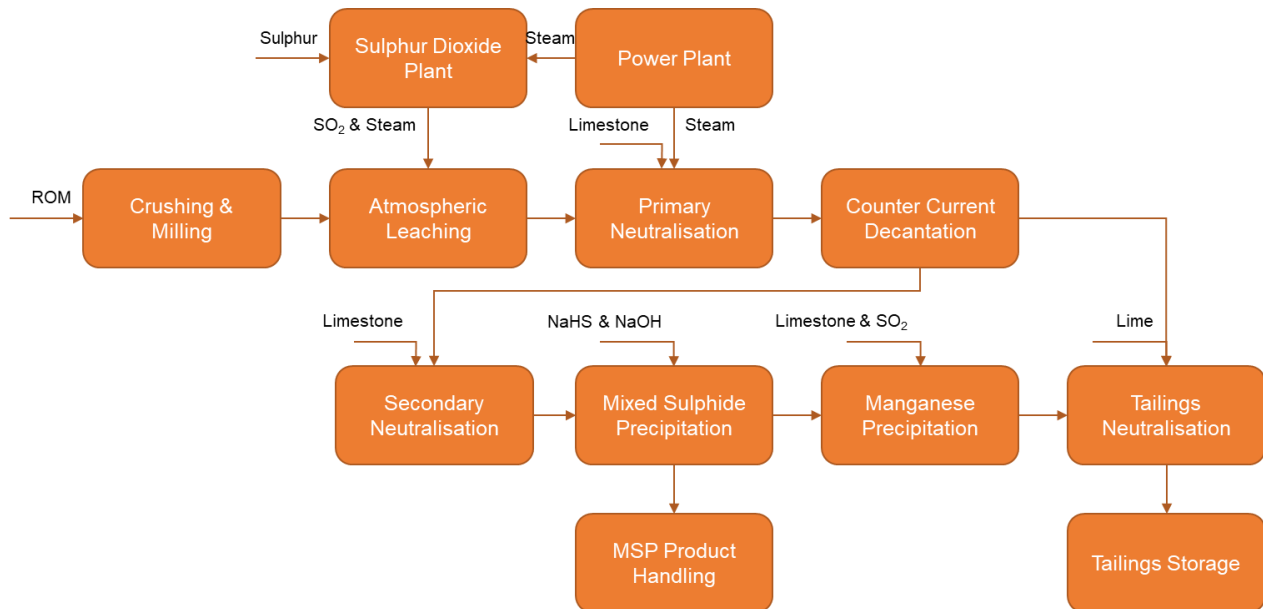 Sulphur
Sulphur Dioxide
Plant
Steam
Power Plant
SO₂ & Steam
Limestone
Steam
ROM
Crushing &
Milling
Atmospheric
Leaching
Primary
Neutralisation
Counter Current
Decantation
Limestone
NaHS & NaOH
Limestone & SO₂
Lime
Secondary
Neutralisation
Mixed Sulphide
Precipitation
Manganese
Precipitation
Tailings
Neutralisation
MSP Product
Handling
Tailings Storage